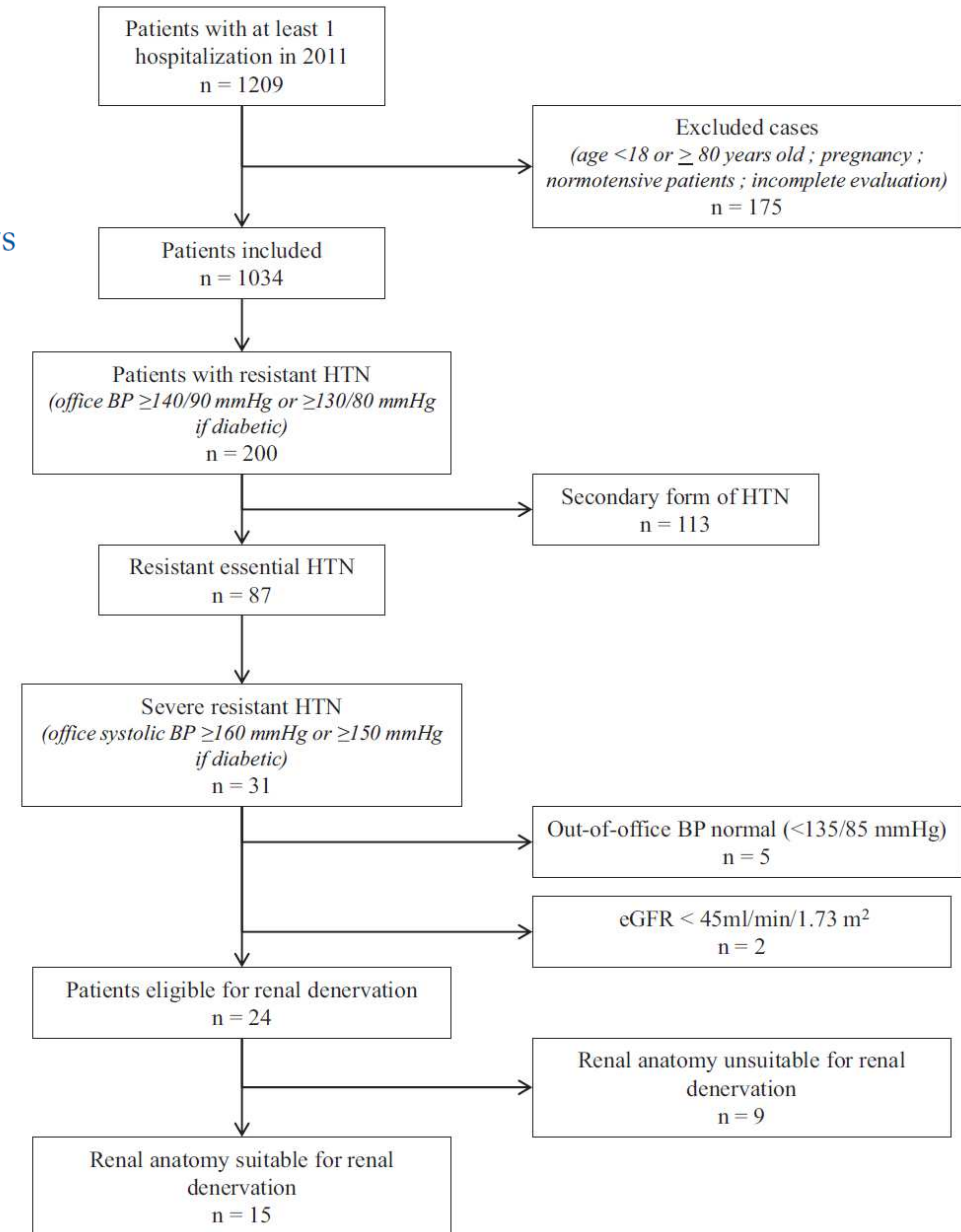 Patients with at least 1
hospitalization in 2011
n = 1209
Excluded cases
(age <18 or ≥ 80 years old ; pregnancy ;
normotensive patients ; incomplete evaluation)
n = 175
Patients included
n = 1034
Patients with resistant HTN
(office BP ≥140/90 mmHg or ≥130/80 mmHg
if diabetic)
n = 200
Secondary form of HTN
n = 113
Resistant essential HTN
n = 87
Severe resistant HTN
(office systolic BP ≥160 mmHg or ≥150 mmHg
if diabetic)
n = 31
Out-of-office BP normal (<135/85 mmHg)
n = 5
eGFR < 45ml/min/1.73 m²
n = 2
Patients eligible for renal denervation
n = 24
Renal anatomy unsuitable for renal
denervation
n = 9
Renal anatomy suitable for renal
denervation
n = 15